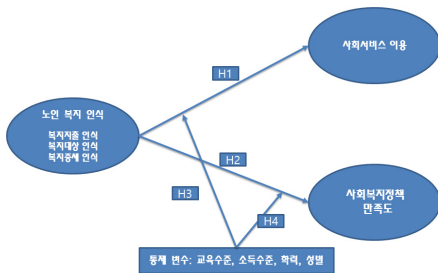 사회서비스 이용
H1
노인 복지 인식
복지지출 인식
복지대상 인식
복지증세 인식
H2
H3
사회복지정책
만족도
H4
통제 변수: 교육수준, 소득수준, 학력, 성별